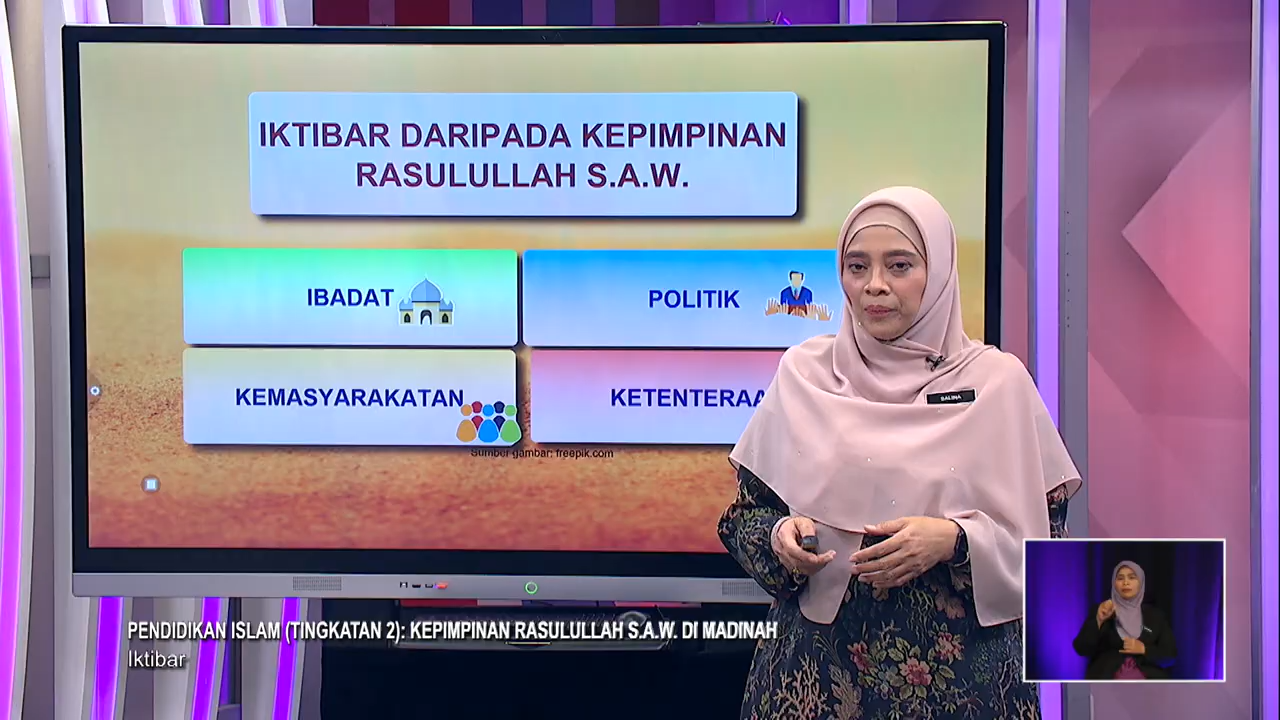 IKTIBAR DARIPADA KEPIMPINAN
RASULULLAH S.A.W.
IBADAT
POLITIK
KEMASYARAKATAN
KETENTERAA
Sumber gambar: freepik.com
SALINA
PENDIDIKAN ISLAM (TINGKATAN 2): KEPIMPINAN RASULULLAH S.A.W. DI MADINAH
Iktibar